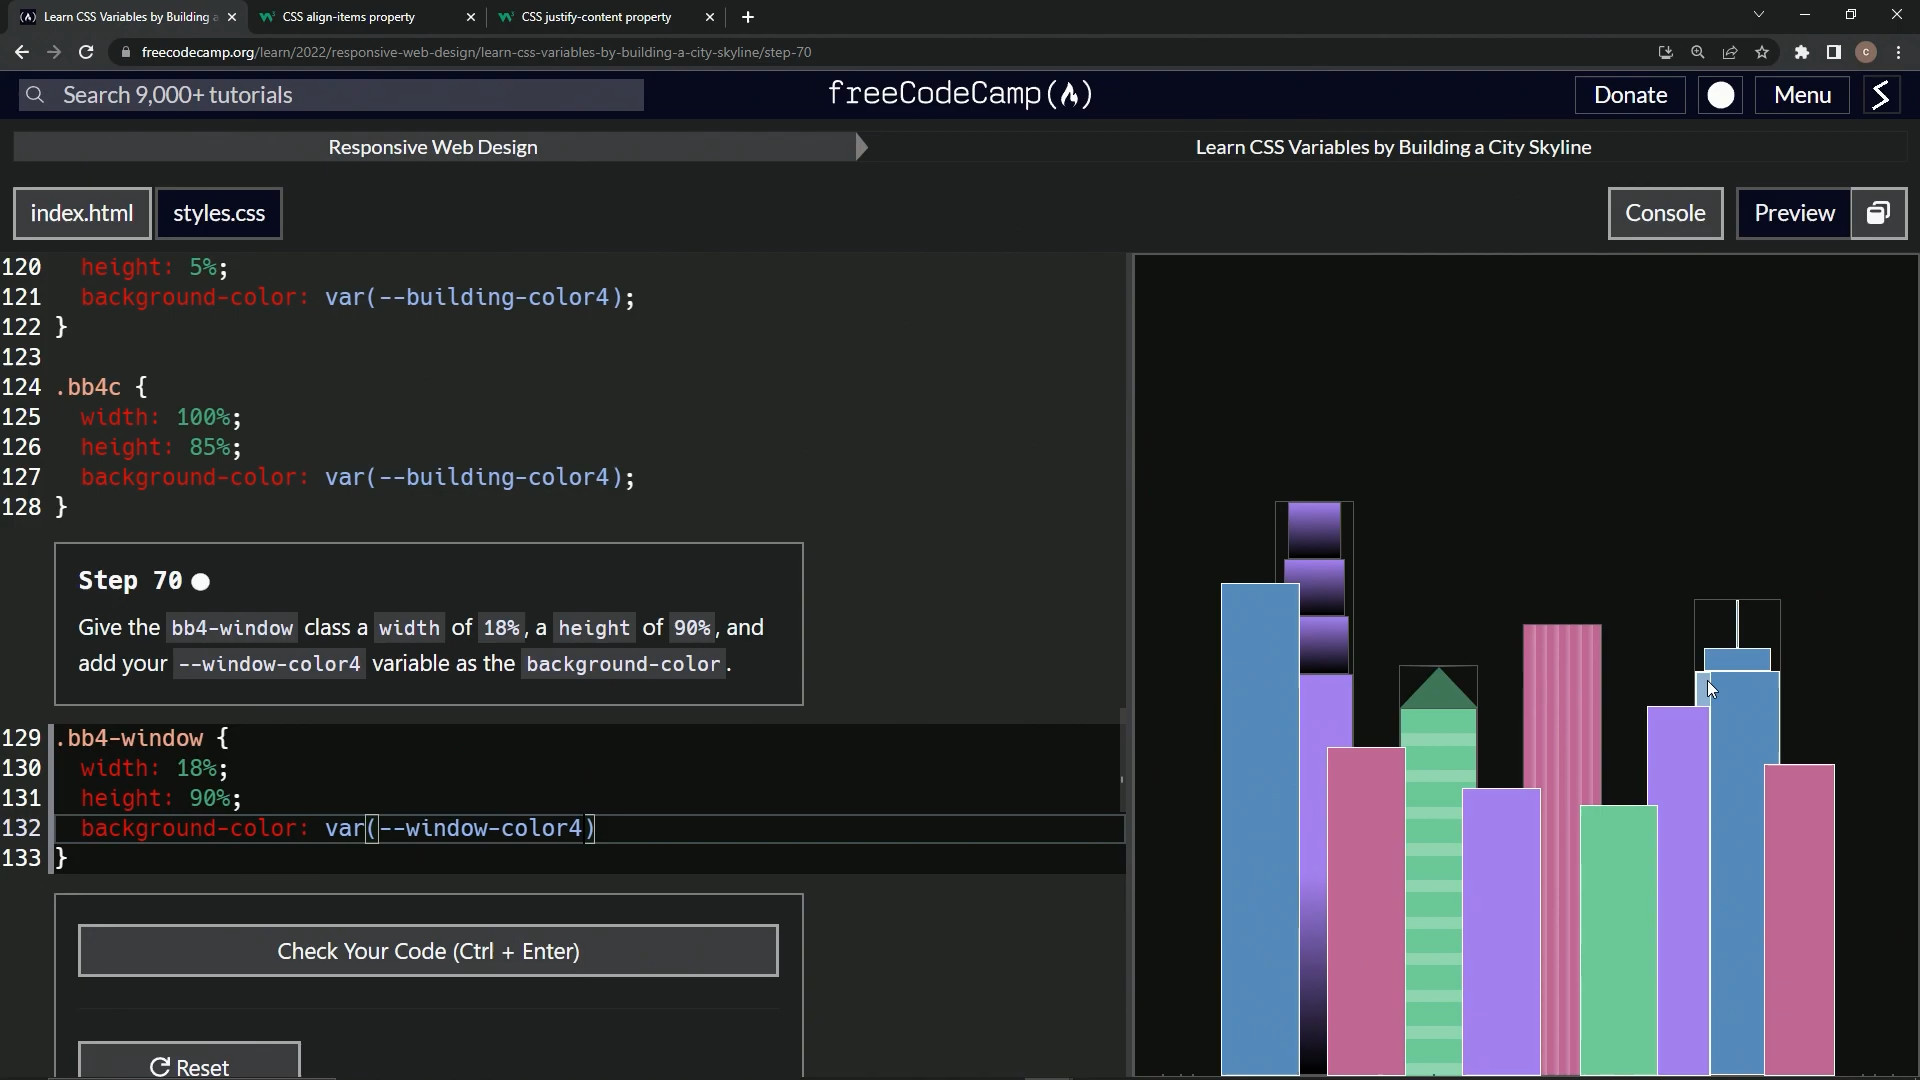 Learn CSS Variables by Building a
CSS align-items property
CSS justify-content property
freecodecamp.org/learn/2022/responsive-web-design/learn-css-variables-by-building-a-city-skyline/step-70
C
Search 9,000+ tutorials
freeCodeCamp
Donate
Menu
Responsive Web Design
Learn CSS Variables by Building a City Skyline
index.html
styles.css
Console
Preview
120 height: 5%;
121 background-color: var(--building-color4);
122 }
123
124 .bb4c {
125 width: 100%;
126 height: 85%;
127 background-color: var(--building-color4);
128 }
Step 70
Give the bb4-window class a width of 18%, a height of 90%, and
add your --window-color4 variable as the background-color.
129 .bb4-window {
130 width: 18%;
131 height: 90%;
132 background-color: var(--window-color4)
133 }
Check Your Code (Ctrl + Enter)
Reset